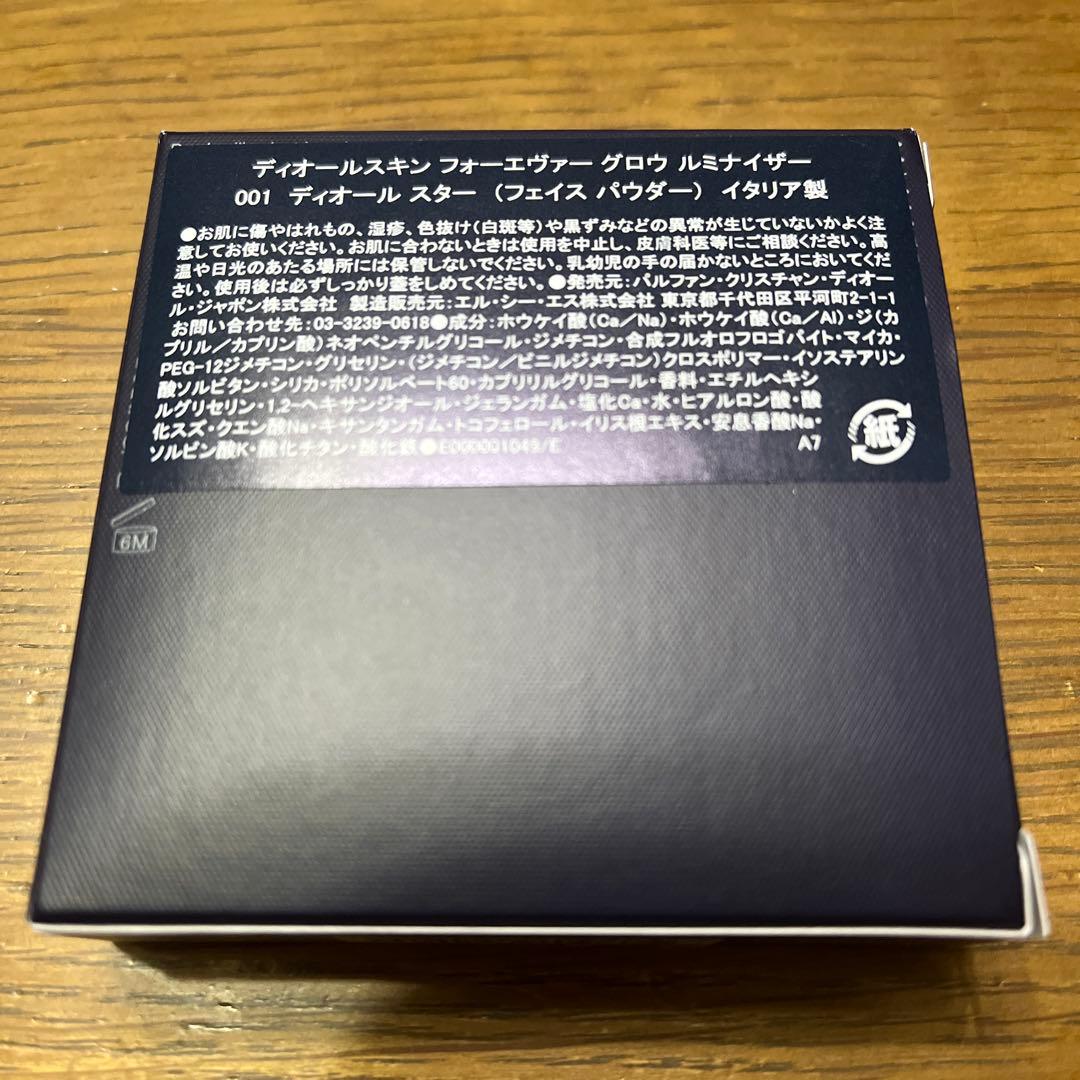 ディオールスキン フォーエヴァー グロウ ルミナイザー
001 ディオール スター （フェイス パウダー） イタリア製
●お肌に傷やはれもの、湿疹、色抜け(白斑等)や黒ずみなどの異常が生じていないかよく注
意してお使いください。お肌に合わないときは使用を中止し、皮膚科医等にご相談ください。高
温や日光のあたる場所には保管しないでください。乳幼児の手の届かないところにおいてくだ
さい。使用後は必ずしっかり蓋をしめてください。●発売元：パルファン・クリスチャン・ディオー
ル・ジャポン株式会社 製造販売元：エル・シー・エス株式会社 東京都千代田区平河町2-1-1
お問い合わせ先：03-3239-0618●成分：ホウケイ酸(Ca／Na)・ホウケイ酸(Ca／Al)・ジ(カ
プリル／カプリン酸)ネオペンチルグリコール・ジメチコン・合成フルオロフロゴパイト・マイカ・
PEG-12ジメチコン・グリセリン・(ジメチコン／ビニルジメチコン)クロスポリマー・イソステアリン
酸ソルビタン・シリカ・ポリソルベート60・カプリリルグリコール・香料・エチルヘキシ
ルグリセリン・1,2-ヘキサンジオール・ジェランガム・塩化Ca・水・ヒアルロン酸・酸
化スズ・クエン酸Na・キサンタンガム・トコフェロール・イリス根エキス・安息香酸Na・
ソルビン酸K・酸化チタン・酸化鉄●E000001049/E
A7
紙
6M